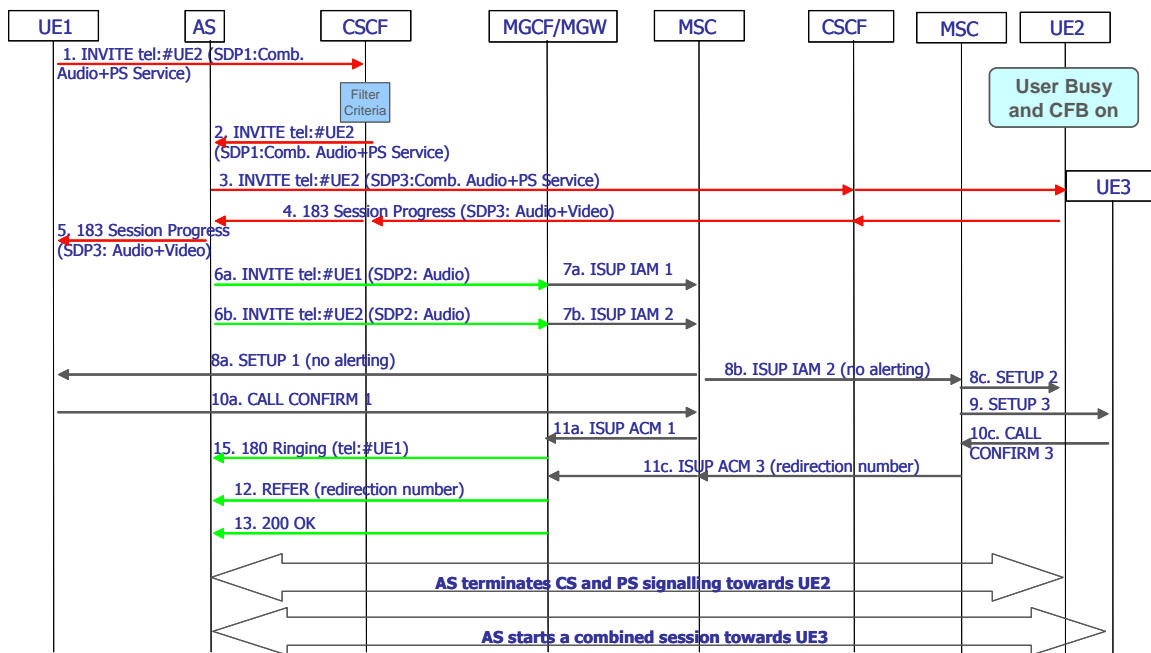 UE1
AS
CSCF
MGCF/MGW
MSC
CSCF
MSC
UE2
1. INVITE tel:#UE2 (SDP1:Comb.
Audio+PS Service)
User Busy
and CFB on
Filter
Criteria
2. INVITE tel:#UE2
(SDP1:Comb. Audio+PS Service)
3. INVITE tel:#UE2 (SDP3:Comb. Audio+PS Service)
UE3
4. 183 Session Progress (SDP3: Audio+Video)
5. 183 Session Progress
(SDP3: Audio+Video)
6a. INVITE tel:#UE1 (SDP2: Audio)
7a. ISUP IAM 1
6b. INVITE tel:#UE2 (SDP2: Audio)
7b. ISUP IAM 2
8a. SETUP 1 (no alerting)
8b. ISUP IAM 2 (no alerting)
8c. SETUP 2
10a. CALL CONFIRM 1
9. SETUP 3
11a. ISUP ACM 1
10c. CALL
CONFIRM 3
15. 180 Ringing (tel:#UE1)
11c. ISUP ACM 3 (redirection number)
12. REFER (redirection number)
13. 200 OK
AS terminates CS and PS signalling towards UE2
AS starts a combined session towards UE3